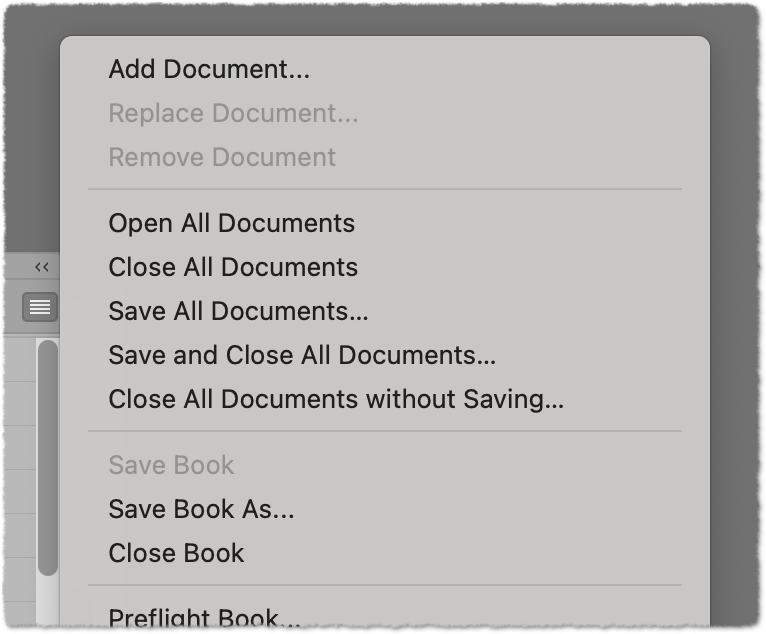 Add Document...
Replace Document...
Remove Document
Open All Documents
Close All Documents
Save All Documents...
Save and Close All Documents...
Close All Documents without Saving...
Save Book
Save Book As...
Close Book
Preflight Book...